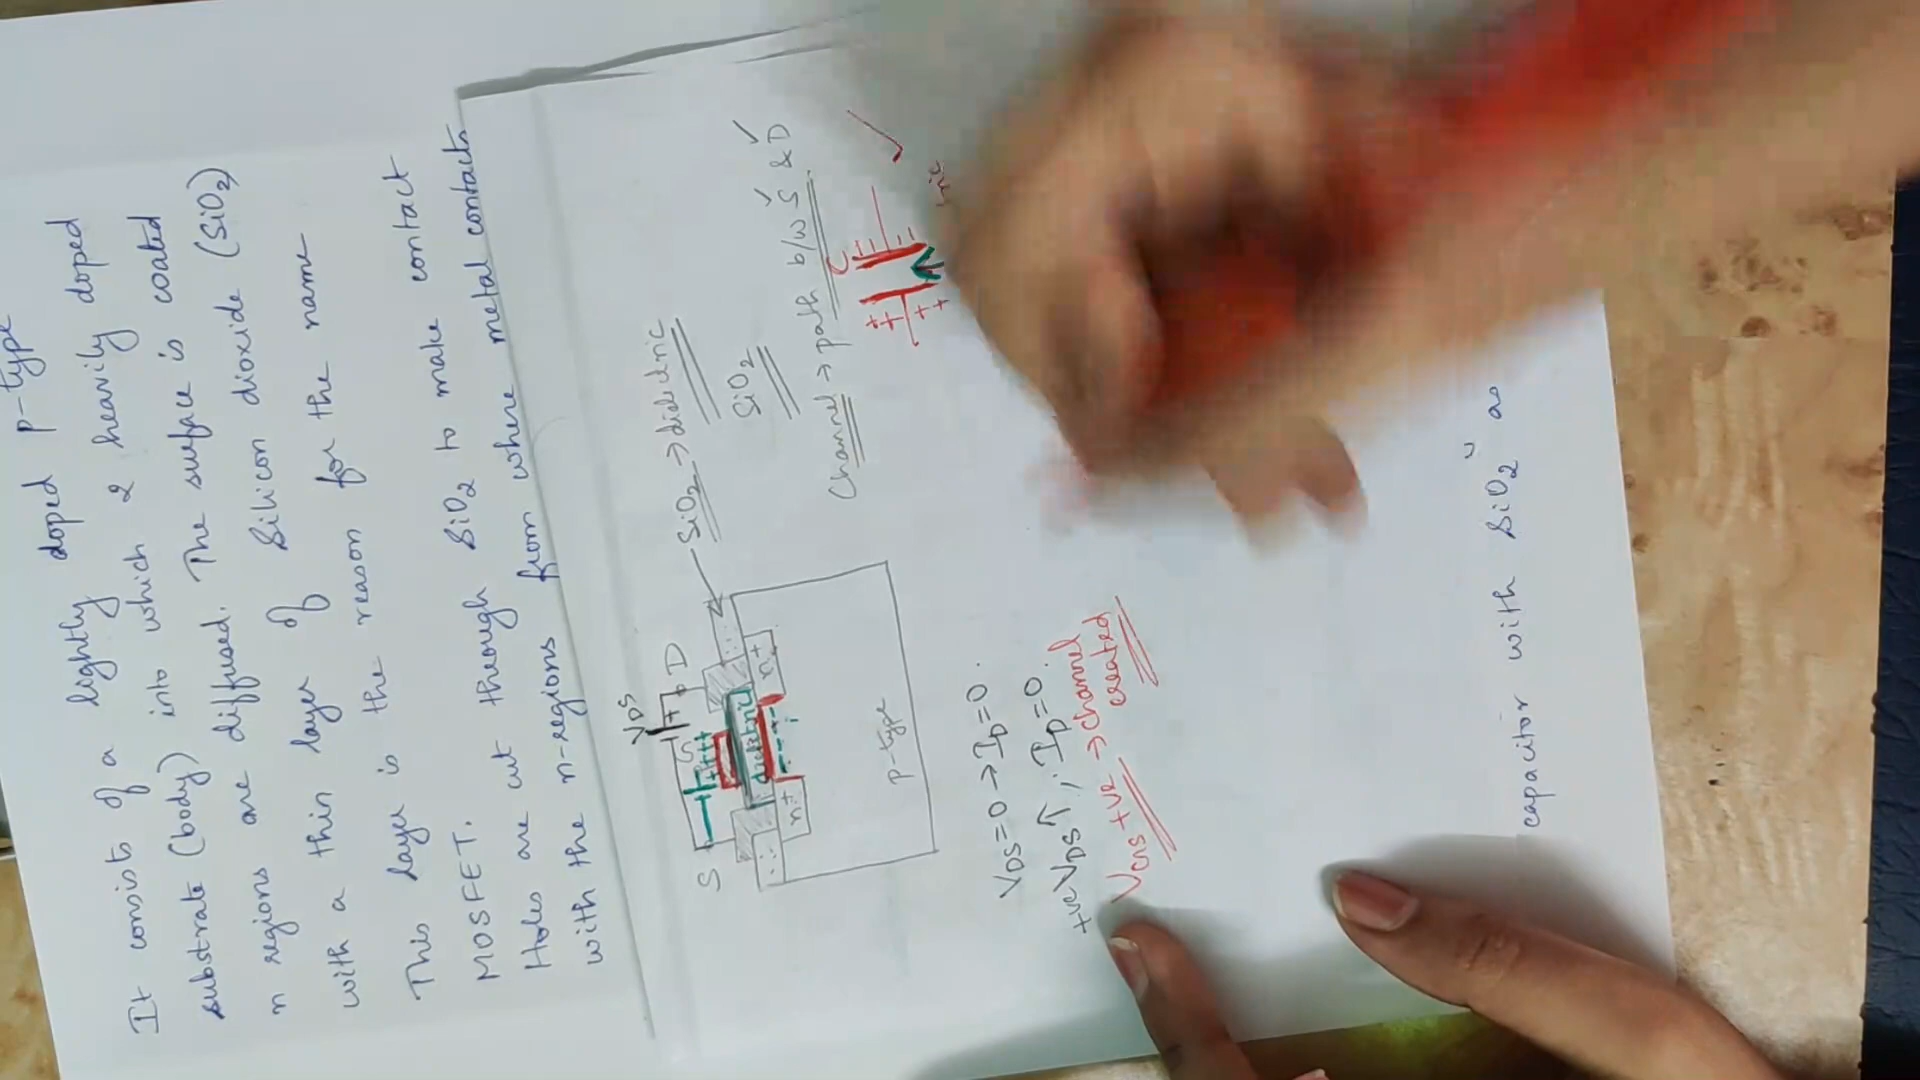 p-type
It consists of a lightly doped
substrate (body) into which 2 heavily doped
n regions are diffused. The surface is coated
with a thin layer of Silicon dioxide (SiO2)
This layer is the reason for the name
MOSFET.
Holes are cut through SiO2 to make contact
with the n-regions from where metal contacts
VDS
S
G
D
SiO2 → dielectric
SiO2
n+
dielectric
n+
p-type
Channel → path b/w S & D
C
VDS=0 → ID=0.
+ve VDS↑, ID=0.
VGS +ve → channel
created
capacitor with SiO2 as